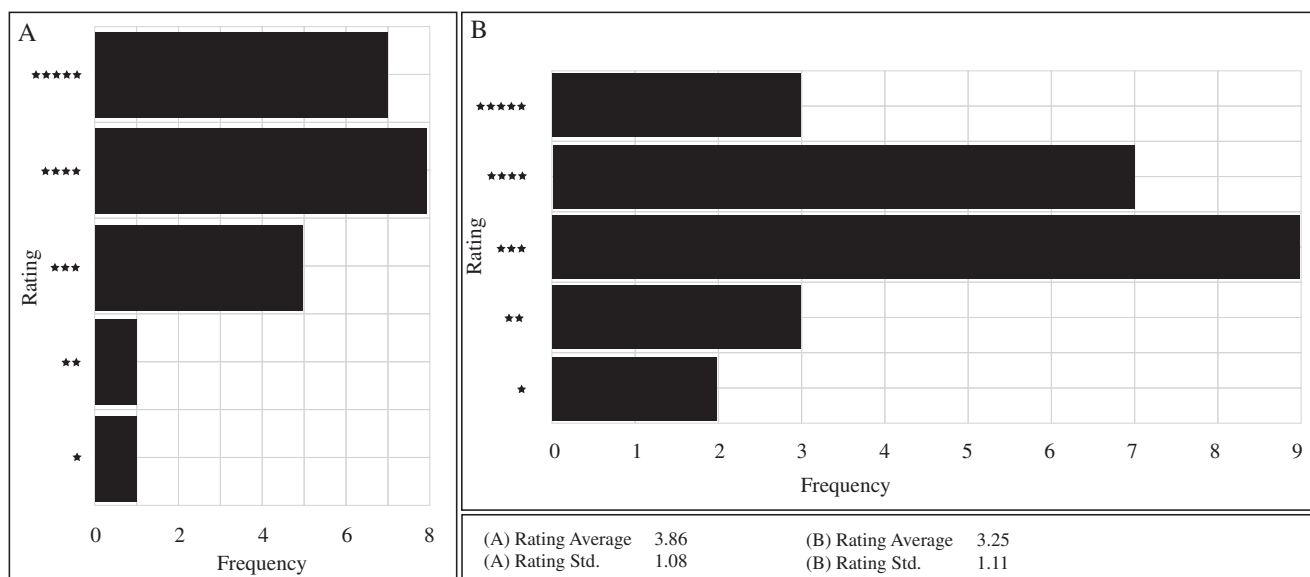 A
★★★★★
★★★★
★★★
★★
★
Rating
0 2 4 6 8
Frequency
B
★★★★★
★★★★
★★★
★★
★
Rating
0 1 2 3 4 5 6 7 8 9
Frequency
(A) Rating Average 3.86
(A) Rating Std. 1.08
(B) Rating Average 3.25
(B) Rating Std. 1.11